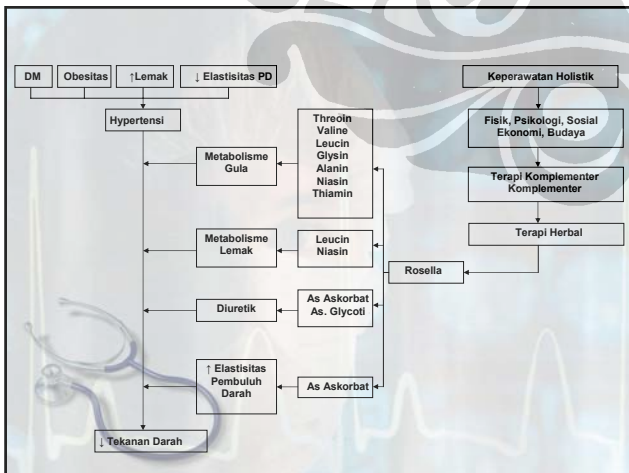 DM
Obesitas
↑Lemak
↓ Elastisitas PD
Hypertensi
Metabolisme
Gula
Threoin
Valine
Leucin
Glysin
Alanin
Niasin
Thiamin
Metabolisme
Lemak
Leucin
Niasin
Diuretik
As Askorbat
As. Glycoti
↑ Elastisitas
Pembuluh
Darah
As Askorbat
↓ Tekanan Darah
Keperawatan Holistik
Fisik, Psikologi, Sosial
Ekonomi, Budaya
Terapi Komplementer
Komplementer
Terapi Herbal
Rosella